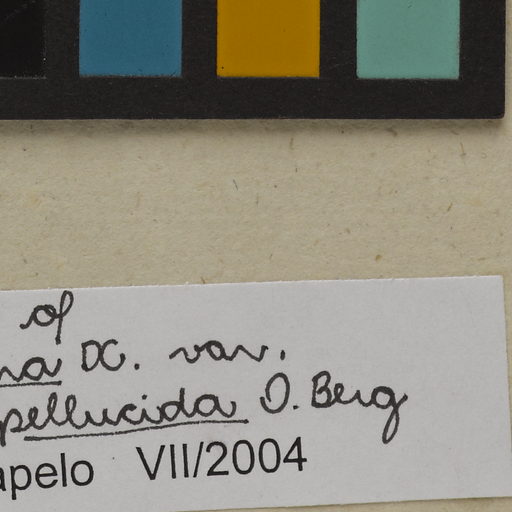 of
na DC. var.
pellucida O. Berg
apelo VII/2004